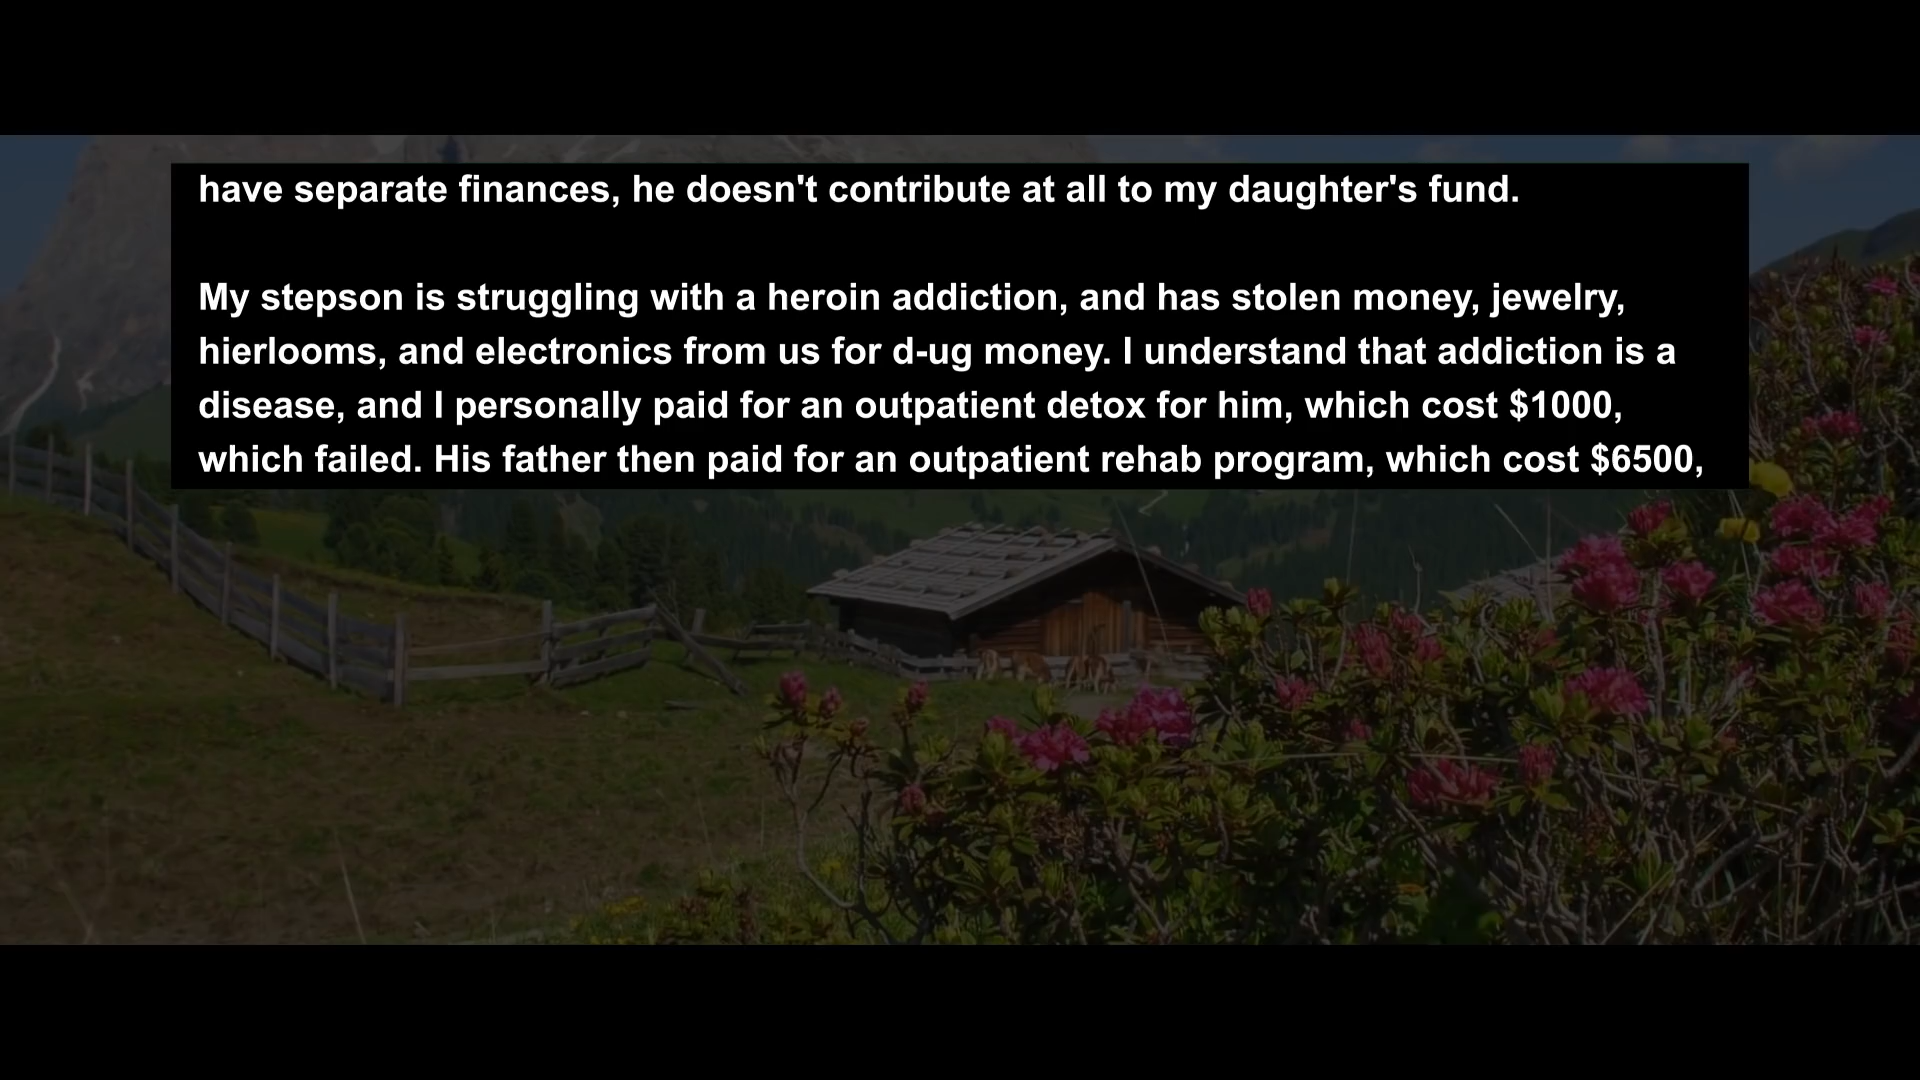 have separate finances, he doesn't contribute at all to my daughter's fund.
My stepson is struggling with a heroin addiction, and has stolen money, jewelry,
hierlooms, and electronics from us for d-ug money. I understand that addiction is a
disease, and I personally paid for an outpatient detox for him, which cost $1000,
which failed. His father then paid for an outpatient rehab program, which cost $6500,